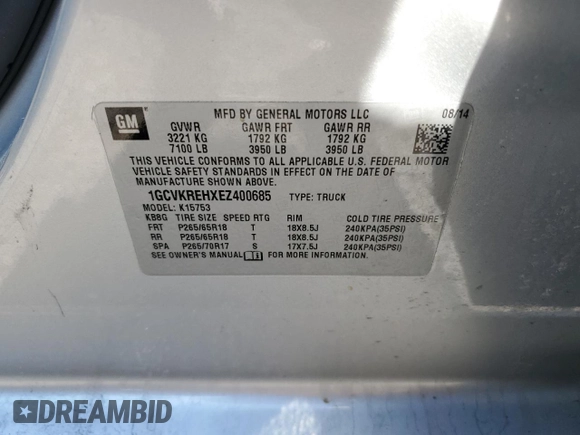 GM
MFD BY GENERAL MOTORS LLC 08/14
GVWR GAWR FRT GAWR RR
3221 KG 1792 KG 1792 KG
7100 LB 3950 LB 3950 LB
THIS VEHICLE CONFORMS TO ALL APPLICABLE U.S. FEDERAL MOTOR
VEHICLE SAFETY STANDARDS IN EFFECT ON THE DATE OF
MANUFACTURE SHOWN ABOVE.
1GCVKREHXEZ400685 TYPE: TRUCK
MODEL: K15753
KB8G TIRE SIZE SPEED RTG RIM COLD TIRE PRESSURE
FRT P265/65R18 T 18X8.5J 240KPA(35PSI)
RR P265/65R18 T 18X8.5J 240KPA(35PSI)
SPA P265/70R17 S 17X7.5J 240KPA(35PSI)
SEE OWNER'S MANUAL FOR MORE INFORMATION.
DREAMBID